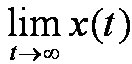 lim x(t)
t→∞